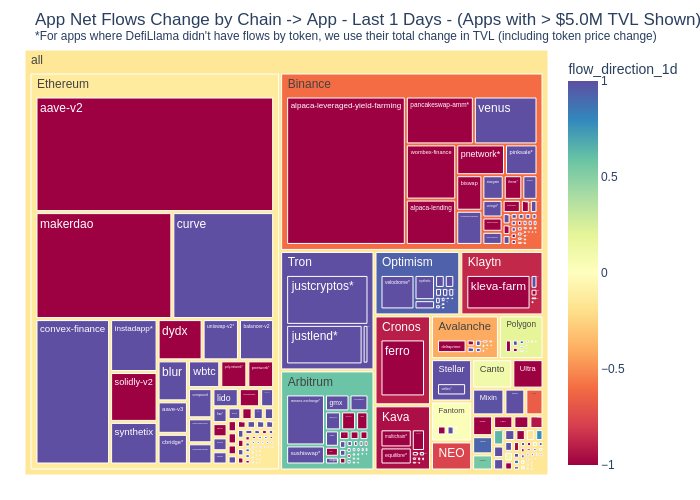 App Net Flows Change by Chain -> App - Last 1 Days - (Apps with > $5.0M TVL Shown)
*For apps where DefiLlama didn't have flows by token, we use their total change in TVL (including token price change)
all
flow_direction_1d
Ethereum
aave-v2
makerdao
curve
convex-finance
instadapp*
solidly-v2
synthetix
dydx
uniswap-v2*
balancer-v2
blur
wbtc
aave-v3
lido
cbridge*
Binance
alpaca-leveraged-yield-farming
pancakeswap-amm*
venus
wombex-finance
pnetwork*
pinksale*
biswap
alpaca-lending
Tron
justcryptos*
justlend*
Optimism
velodrome*
Klaytn
kleva-farm
Arbitrum
gmx
sushiswap*
Cronos
ferro
Kava
multichain*
equilibre*
Avalanche
Polygon
Stellar
Canto
Ultra
Fantom
Mixin
NEO
1
0.5
0
−0.5
−1